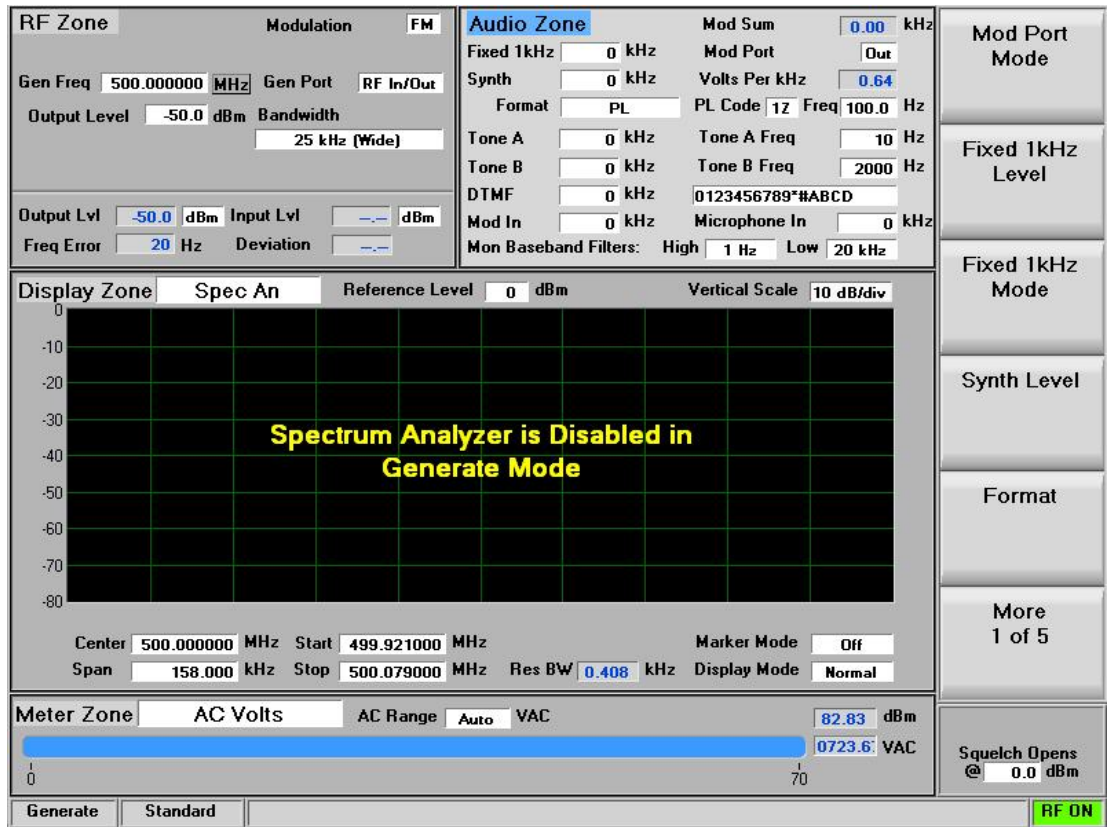 RF Zone
Modulation FM
Gen Freq 500.000000 MHz Gen Port RF In/Out
Output Level -50.0 dBm Bandwidth
25 kHz (Wide)
Output Lvl -50.0 dBm Input Lvl --.-- dBm
Freq Error 20 Hz Deviation --.--
Audio Zone Mod Sum 0.00 kHz
Fixed 1kHz 0 kHz Mod Port Out
Synth 0 kHz Volts Per kHz 0.64
Format PL PL Code 1Z Freq 100.0 Hz
Tone A 0 kHz Tone A Freq 10 Hz
Tone B 0 kHz Tone B Freq 2000 Hz
DTMF 0 kHz 0123456789*#ABCD
Mod In 0 kHz Microphone In 0 kHz
Mon Baseband Filters: High 1 Hz Low 20 kHz
Display Zone Spec An Reference Level 0 dBm Vertical Scale 10 dB/div
0
-10
-20
-30
-40
-50
-60
-70
-80
Spectrum Analyzer is Disabled in
Generate Mode
Center 500.000000 MHz Start 499.921000 MHz Marker Mode Off
Span 158.000 kHz Stop 500.079000 MHz Res BW 0.408 kHz Display Mode Normal
Meter Zone AC Volts AC Range Auto VAC 82.83 dBm
0723.6 VAC
0 70
Generate Standard
Mod Port
Mode
Fixed 1kHz
Level
Fixed 1kHz
Mode
Synth Level
Format
More
1 of 5
Squelch Opens
@ 0.0 dBm
RF ON